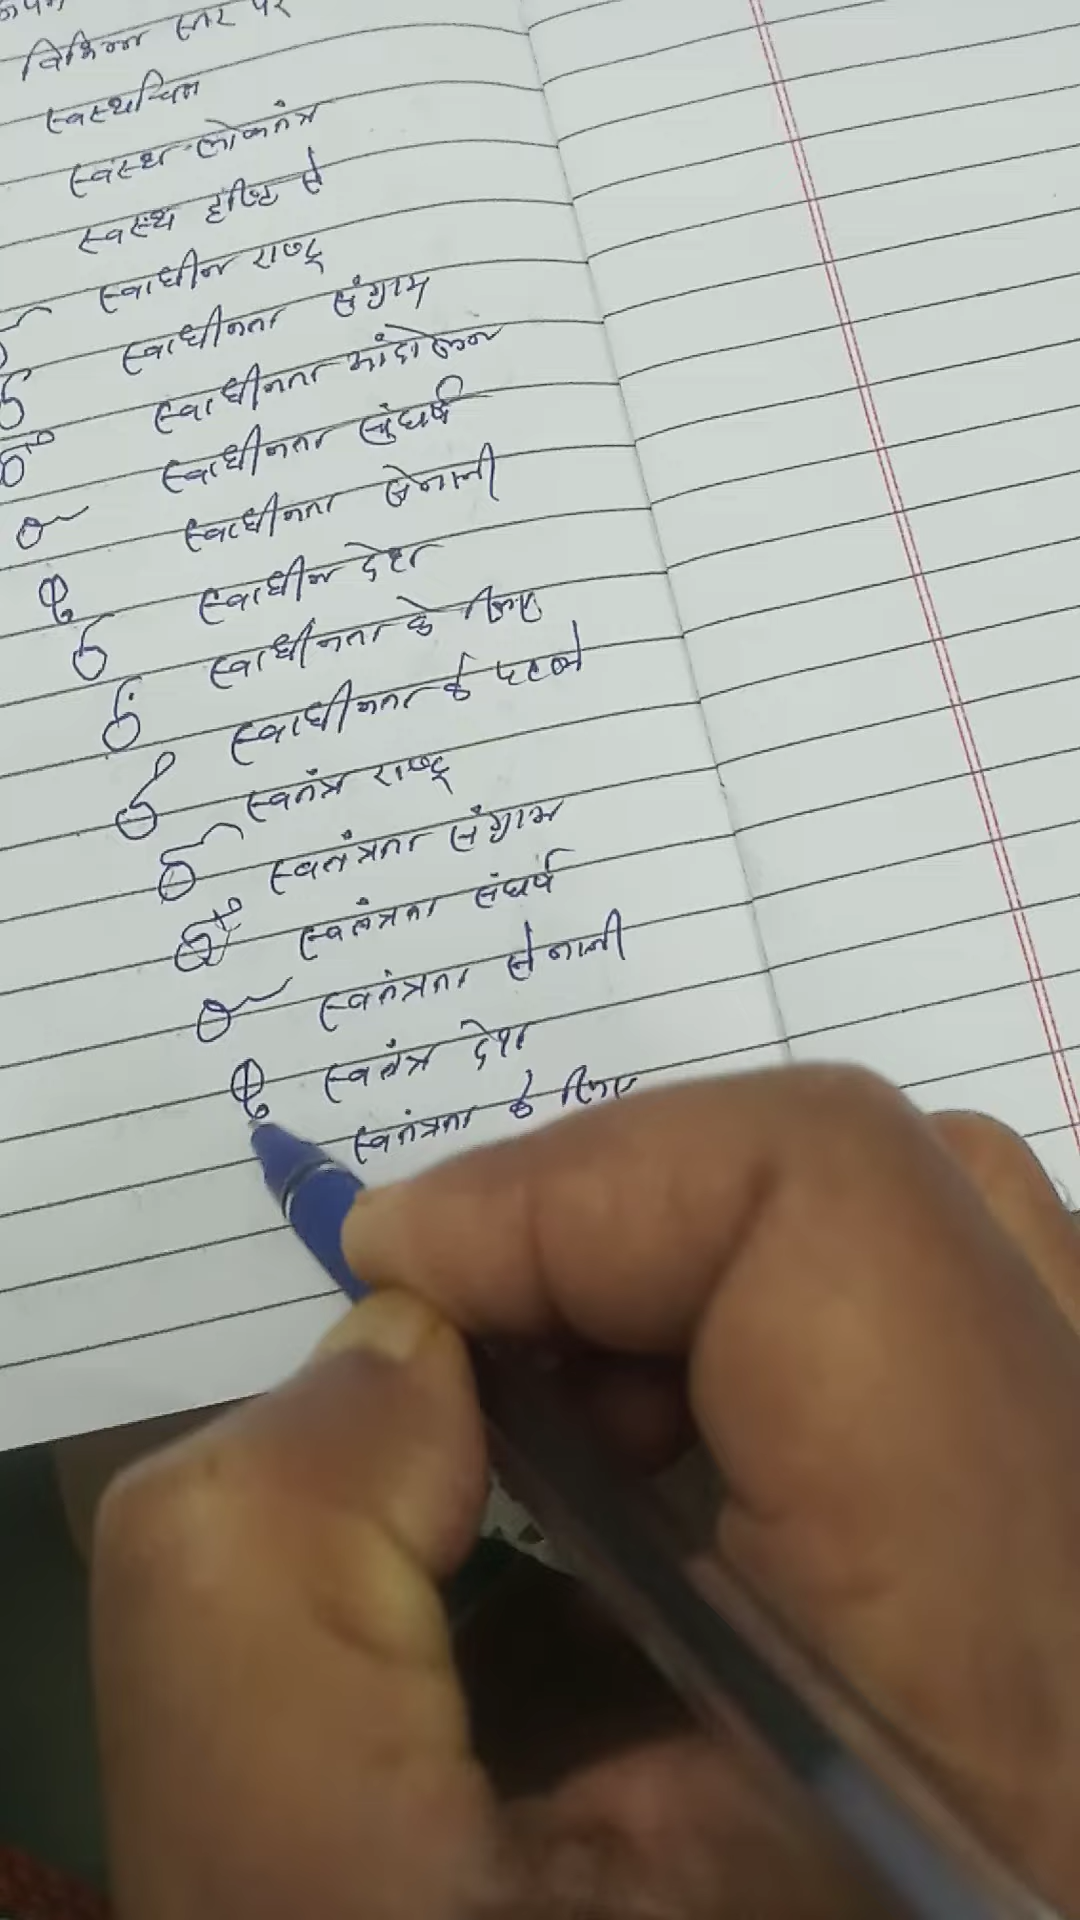 विभिन्न स्तर पर
स्वस्थचित्त
स्वस्थ लोकतंत्र
स्वस्थ दृष्टि से
स्वाधीन राष्ट्र
स्वाधीनता संग्राम
स्वाधीनता आंदोलन
स्वाधीनता संघर्ष
स्वाधीनता सेनानी
स्वाधीन देश
स्वाधीनता के लिए
स्वाधीनता के पहले
स्वतंत्र राष्ट्र
स्वतंत्रता संग्राम
स्वतंत्रता संघर्ष
स्वतंत्रता सेनानी
स्वतंत्र देश
स्वतंत्रता के लिए